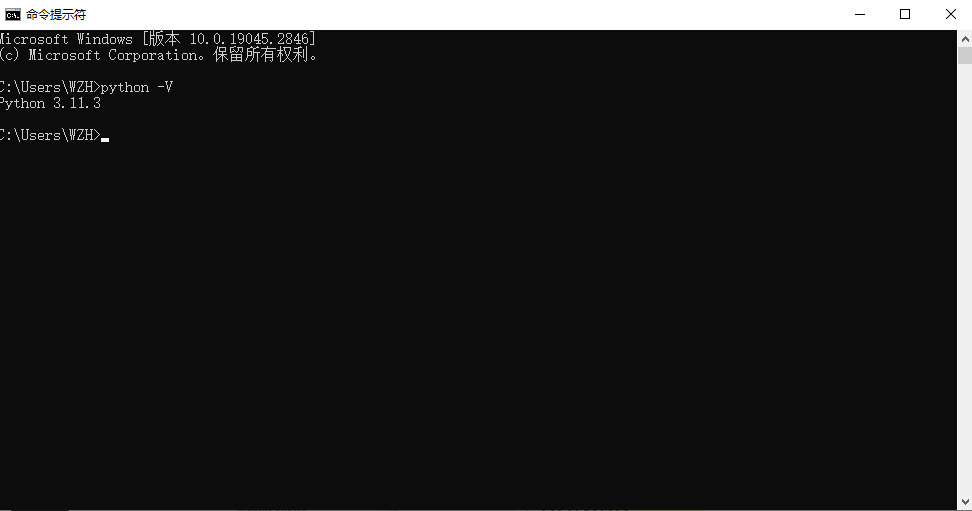 命令提示符
Microsoft Windows [版本 10.0.19045.2846]
(c) Microsoft Corporation。保留所有权利。
C:\Users\WZH>python -V
Python 3.11.3
C:\Users\WZH>